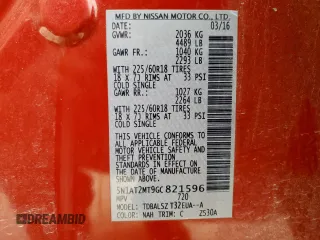 MFD BY NISSAN MOTOR CO., LTD.
03/16
GVWR: 2036 KG
4489 LB
GAWR FR.: 1040 KG
2293 LB
WITH 225/60R18 TIRES
18 X 7J RIMS AT 33 PSI
COLD SINGLE
GAWR RR.: 1027 KG
2264 LB
WITH 225/60R18 TIRES
18 X 7J RIMS AT 33 PSI
COLD SINGLE
THIS VEHICLE CONFORMS TO
ALL APPLICABLE FEDERAL
MOTOR VEHICLE SAFETY
AND THEFT PREVENTION
STANDARDS IN EFFECT ON
THE DATE OF MANUFACTURE
SHOWN ABOVE.
5N1AT2MT9GC821596
MPV 720
MODEL:
COLOR: NAH TRIM: C 2530A
© DRIVEAMBID